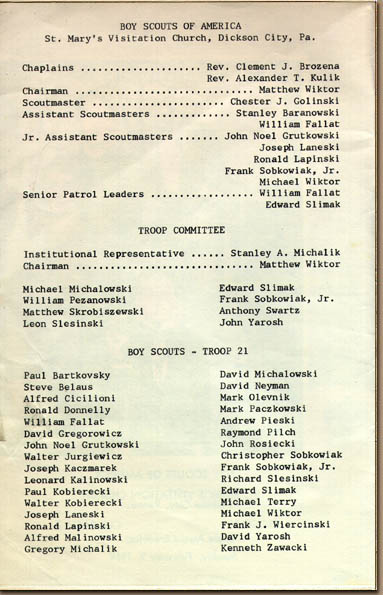 BOY SCOUTS OF AMERICA
St. Mary's Visitation Church, Dickson City, Pa.
Chaplains ..................... Rev. Clement J. Brozena
Rev. Alexander T. Kulik
Chairman .............................. Matthew Wiktor
Scoutmaster ....................... Chester J. Golinski
Assistant Scoutmasters ............. Stanley Baranowski
William Fallat
Jr. Assistant Scoutmasters ....... John Noel Grutkowski
Joseph Laneski
Ronald Lapinski
Frank Sobkowiak, Jr.
Michael Wiktor
Senior Patrol Leaders ................. William Fallat
Edward Slimak
TROOP COMMITTEE
Institutional Representative ...... Stanley A. Michalik
Chairman .............................. Matthew Wiktor
Michael Michalowski
William Pezanowski
Matthew Skrobiszewski
Leon Slesinski
Edward Slimak
Frank Sobkowiak, Jr.
Anthony Swartz
John Yarosh
BOY SCOUTS - TROOP 21
Paul Bartkovsky
Steve Belaus
Alfred Cicilioni
Ronald Donnelly
William Fallat
David Gregorowicz
John Noel Grutkowski
Walter Jurgiewicz
Joseph Kaczmarek
Leonard Kalinowski
Paul Kobierecki
Walter Kobierecki
Joseph Laneski
Ronald Lapinski
Alfred Malinowski
Gregory Michalik
David Michalowski
David Neyman
Mark Olevnik
Mark Paczkowski
Andrew Pieski
Raymond Pilch
John Rosiecki
Christopher Sobkowiak
Frank Sobkowiak, Jr.
Richard Slesinski
Edward Slimak
Michael Terry
Michael Wiktor
Frank J. Wiercinski
David Yarosh
Kenneth Zawacki